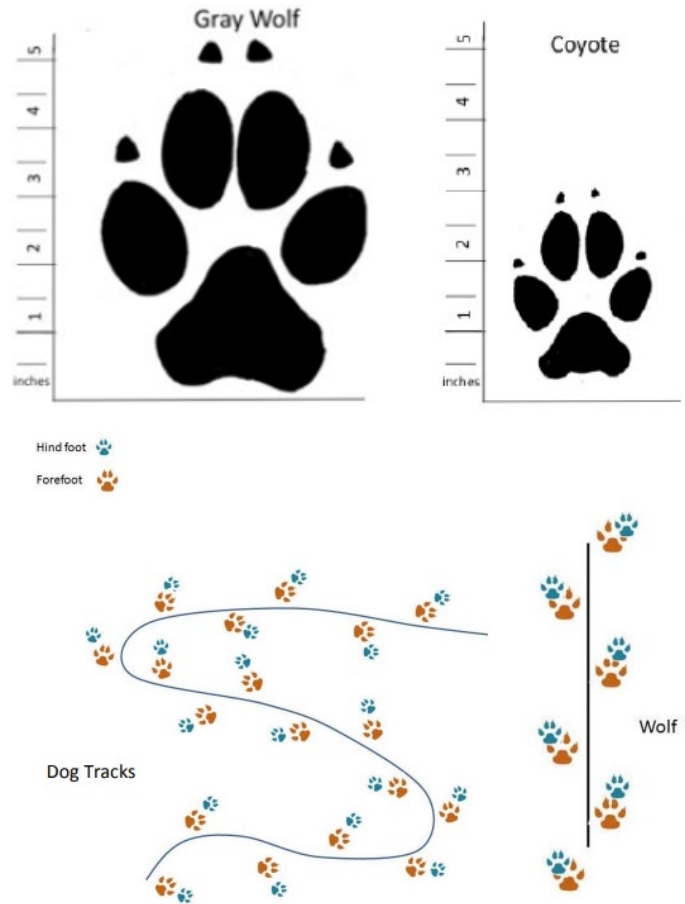 Gray Wolf
Coyote
5
4
3
2
1
inches
5
4
3
2
1
inches
Hind foot
Forefoot
Wolf
Dog Tracks